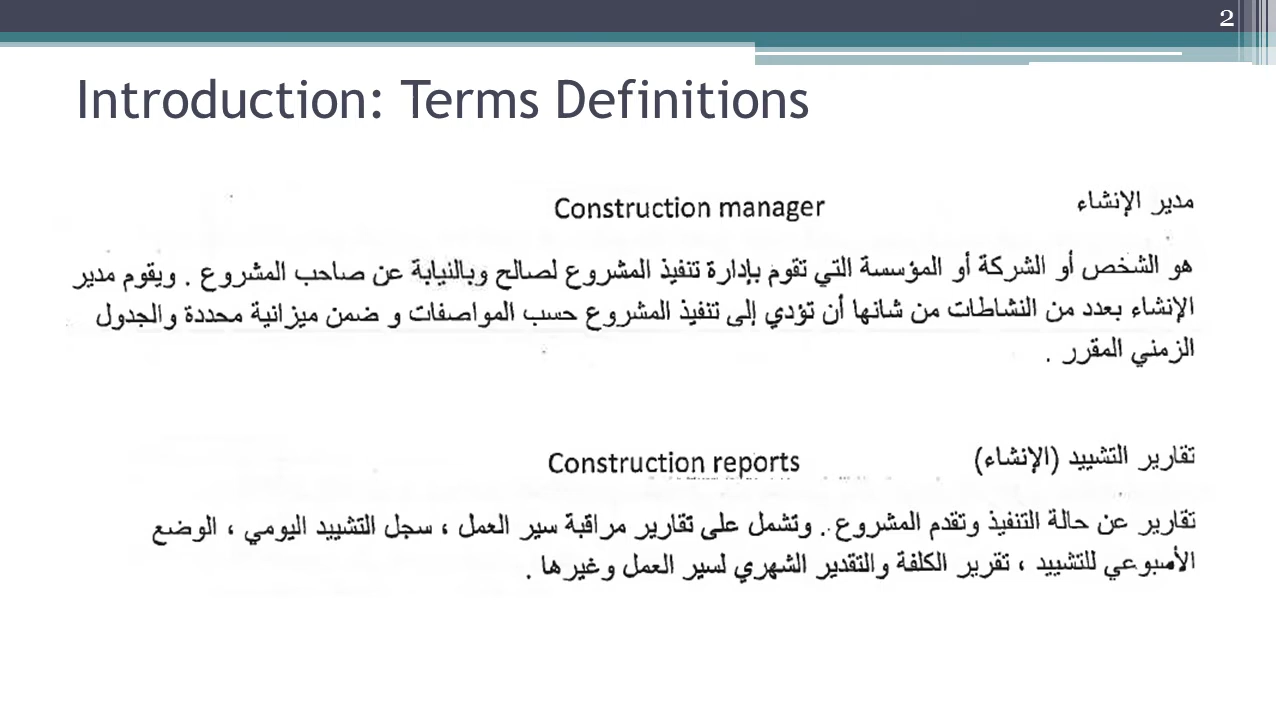 2
Introduction: Terms Definitions
مدير الإنشاء Construction manager
هو الشخص أو الشركة أو المؤسسة التي تقوم بإدارة تنفيذ المشروع لصالح وبالنيابة عن صاحب المشروع . ويقوم مدير
الإنشاء بعدد من النشاطات من شانها أن تؤدي إلى تنفيذ المشروع حسب المواصفات و ضمن ميزانية محددة والجدول
الزمني المقرر .
تقارير التشييد (الإنشاء) Construction reports
تقارير عن حالة التنفيذ وتقدم المشروع . وتشمل على تقارير مراقبة سير العمل ، سجل التشييد اليومي ، الوضع
الأسبوعي للتشييد ، تقرير الكلفة والتقدير الشهري لسير العمل وغيرها .